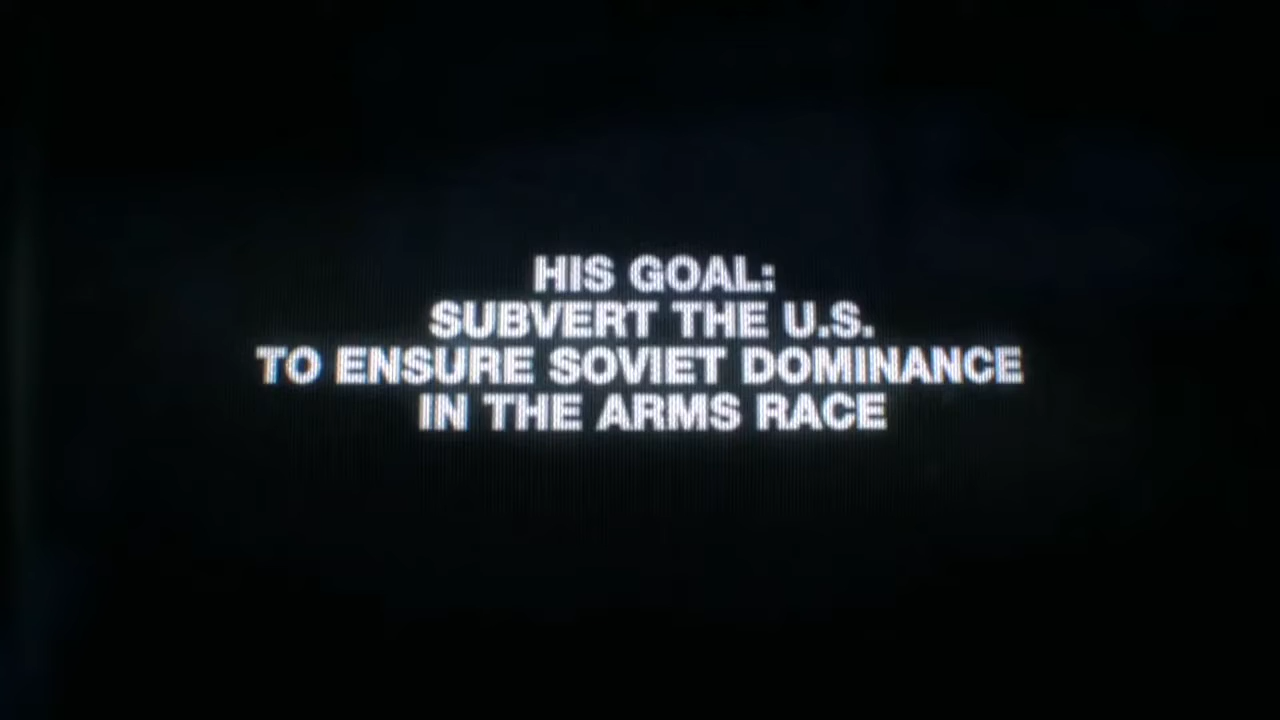 HIS GOAL:
SUBVERT THE U.S.
TO ENSURE SOVIET DOMINANCE
IN THE ARMS RACE